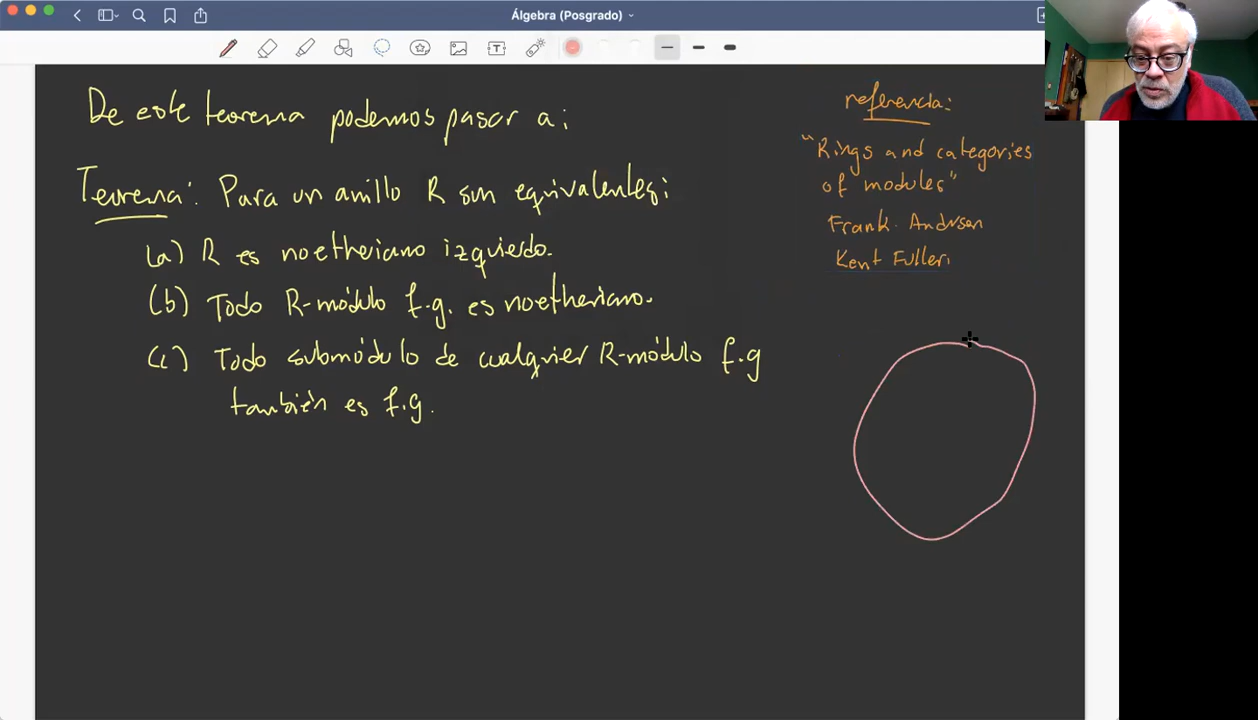 Álgebra (Posgrado)
De este teorema podemos pasar a:
Teorema: Para un anillo R son equivalentes:
(a) R es noetheriano izquierdo.
(b) Todo R-módulo f.g. es noetheriano.
(c) Todo submódulo de cualquier R-módulo f.g
también es f.g.
referencia:
"Rings and categories
of modules"
Frank. Anderson
Kent Fuller.